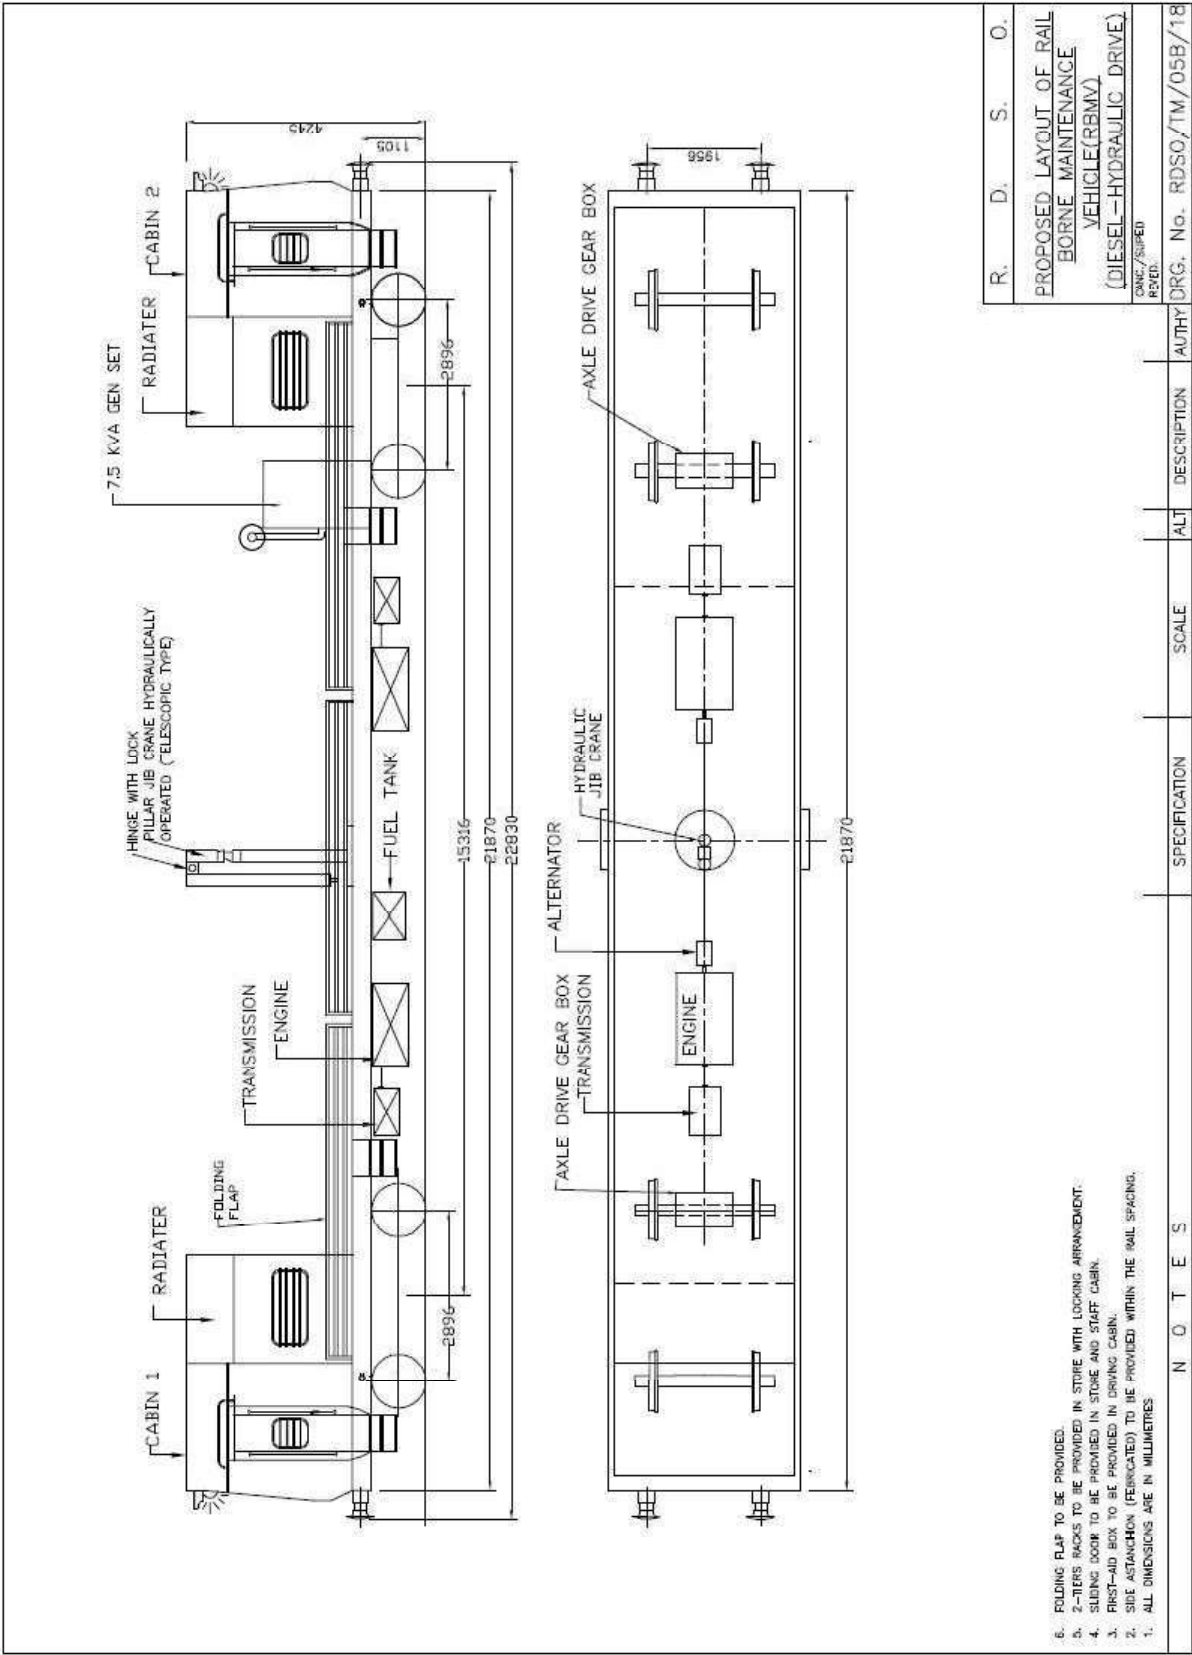 CABIN 1
RADIATER
FOLDING
FLAP
TRANSMISSION
ENGINE
HINGE WITH LOCK
PILLAR JIB CRANE HYDRAULICALLY
OPERATED (TELESCOPIC TYPE)
7.5 KVA GEN SET
RADIATER
CABIN 2
4245
1105
FUEL TANK
2896
2896
15316
21870
22830
AXLE DRIVE GEAR BOX
TRANSMISSION
ALTERNATOR
HYDRAULIC
JIB CRANE
AXLE DRIVE GEAR BOX
1956
ENGINE
21870
6. FOLDING FLAP TO BE PROVIDED.
5. 2-TIERS RACKS TO BE PROVIDED IN STORE WITH LOCKING ARRANGEMENT.
4. SLIDING DOOR TO BE PROVIDED IN STORE AND STAFF CABIN.
3. FIRST-AID BOX TO BE PROVIDED IN DRIVING CABIN.
2. SIDE ASTANCHION (FEBRICATED) TO BE PROVIDED WITHIN THE RAIL SPACING.
1. ALL DIMENSIONS ARE IN MILLIMETRES
N O T E S
SPECIFICATION
SCALE
ALT
DESCRIPTION
AUTHY
R. D. S. O.
PROPOSED LAYOUT OF RAIL
BORNE MAINTENANCE
VEHICLE(RBMV)
(DIESEL-HYDRAULIC DRIVE)
CANC./SUPED
REVED.
DRG. No. RDSO/TM/05B/18